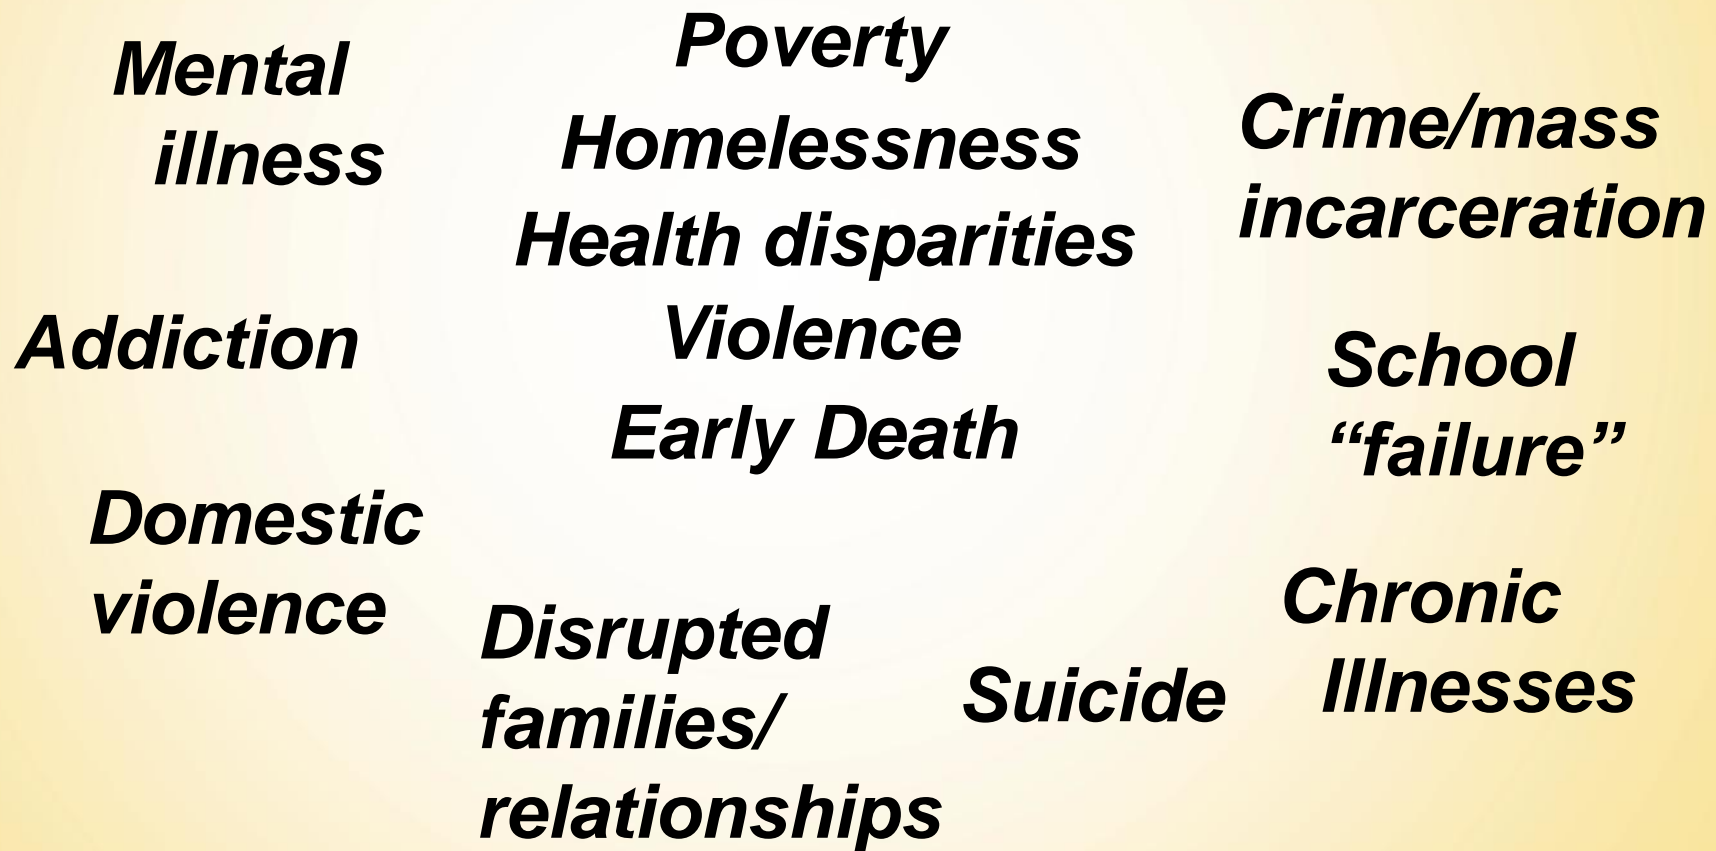 Mental
illness
Poverty
Homelessness
Health disparities
Violence
Early Death
Crime/mass
incarceration
Addiction
School
“failure”
Domestic
violence
Disrupted
families/
relationships
Suicide
Chronic
Illnesses